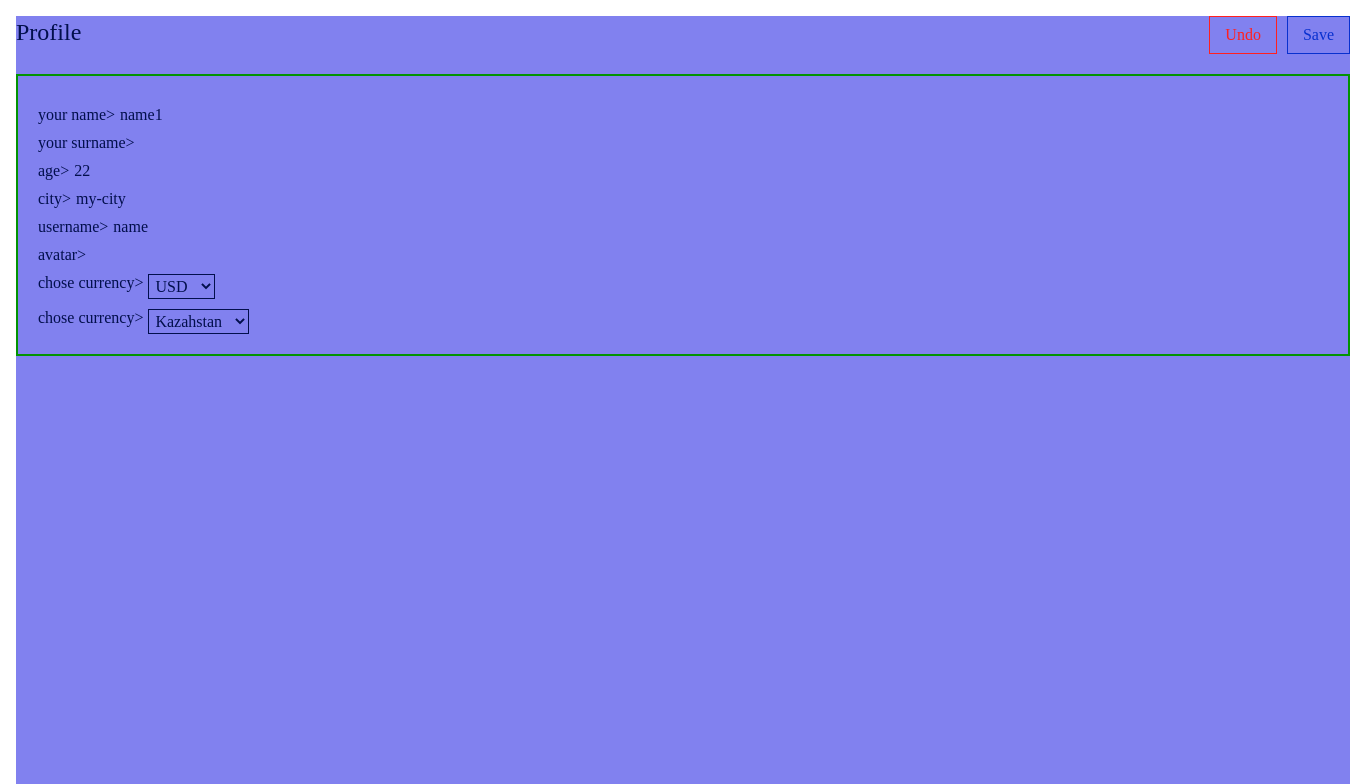 Profile
Undo
Save
your name> name1
your surname>
age> 22
city> my-city
username> name
avatar>
chose currency> USD
chose currency> Kazahstan